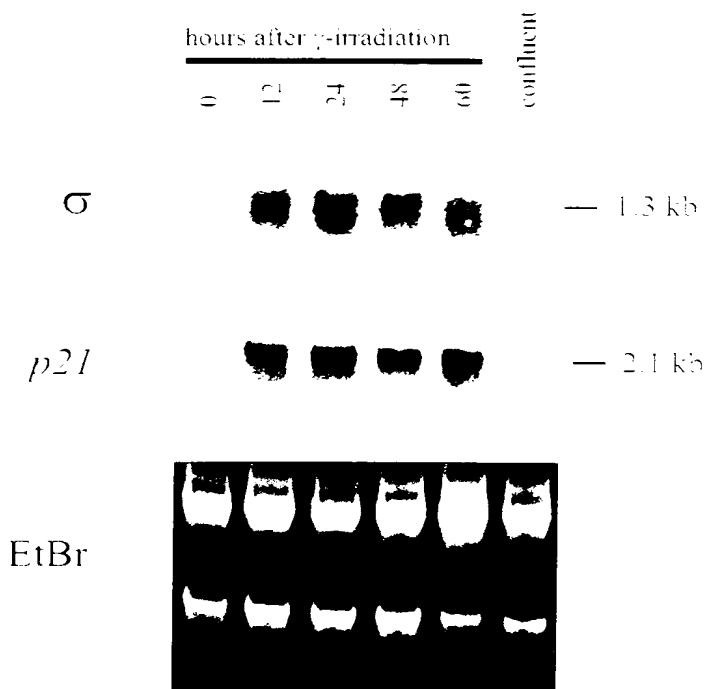 hours after γ-irradiation
0 12 24 48 60 confluent
σ 1.3 kb
p21 2.1 kb
EtBr